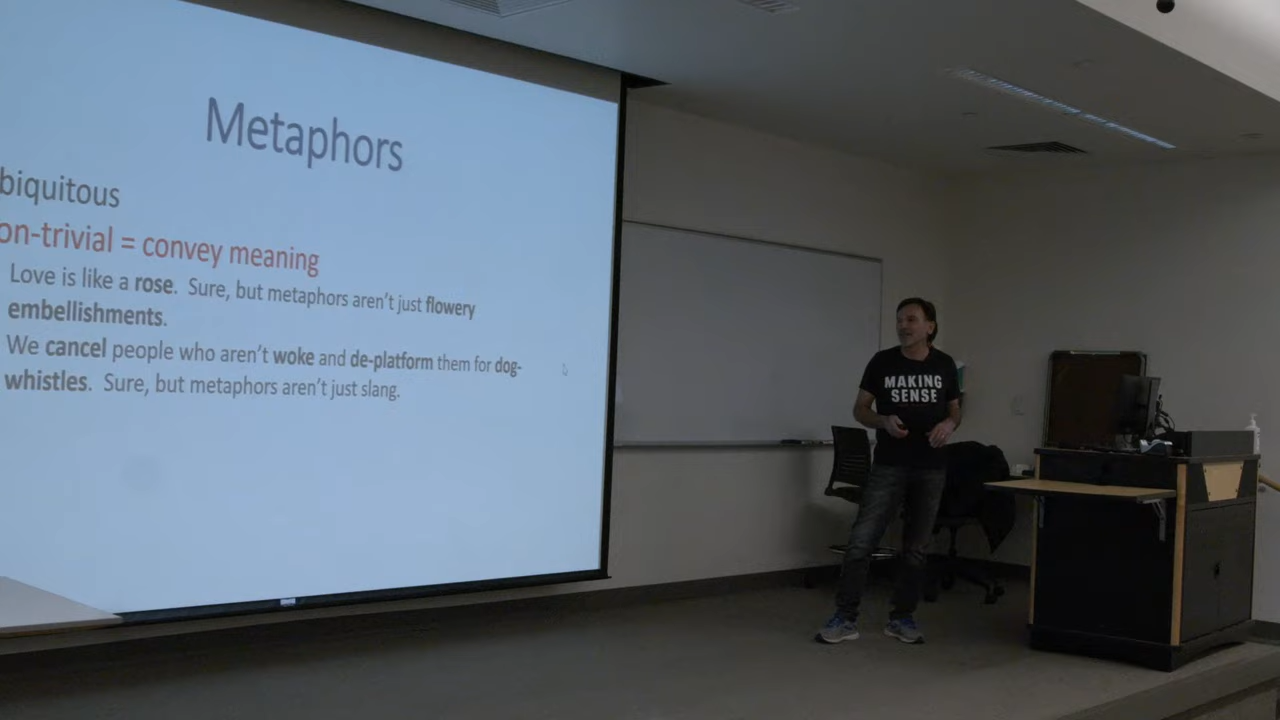 Metaphors
biquitous
on-trivial = convey meaning
Love is like a rose. Sure, but metaphors aren't just flowery
embellishments.
We cancel people who aren't woke and de-platform them for dog-
whistles. Sure, but metaphors aren't just slang.
MAKING
SENSE